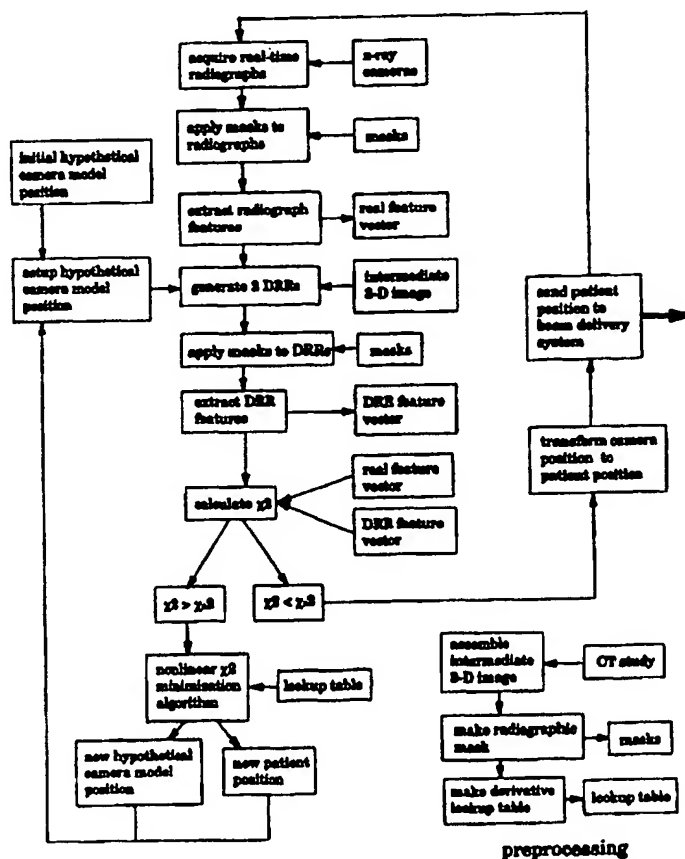 acquire real-time
radiographs
x-ray
cameras
apply masks to
radiographs
masks
initial hypothetical
camera model
position
extract radiograph
features
real feature
vector
setup hypothetical
camera model
position
generate 2 DRRs
intermediate
3-D image
send patient
position to
beam delivery
system
apply masks to DRRs
masks
extract DRR
features
DRR feature
vector
transform camera
position to
patient position
calculate χ2
real feature
vector
DRR feature
vector
χ2 > χ₀2
χ2 < χ₀2
assemble
intermediate
3-D image
CT study
nonlinear χ2
minimization
algorithm
lookup table
make radiographic
mask
masks
new hypothetical
camera model
position
new patient
position
make derivative
lookup table
lookup table
preprocessing